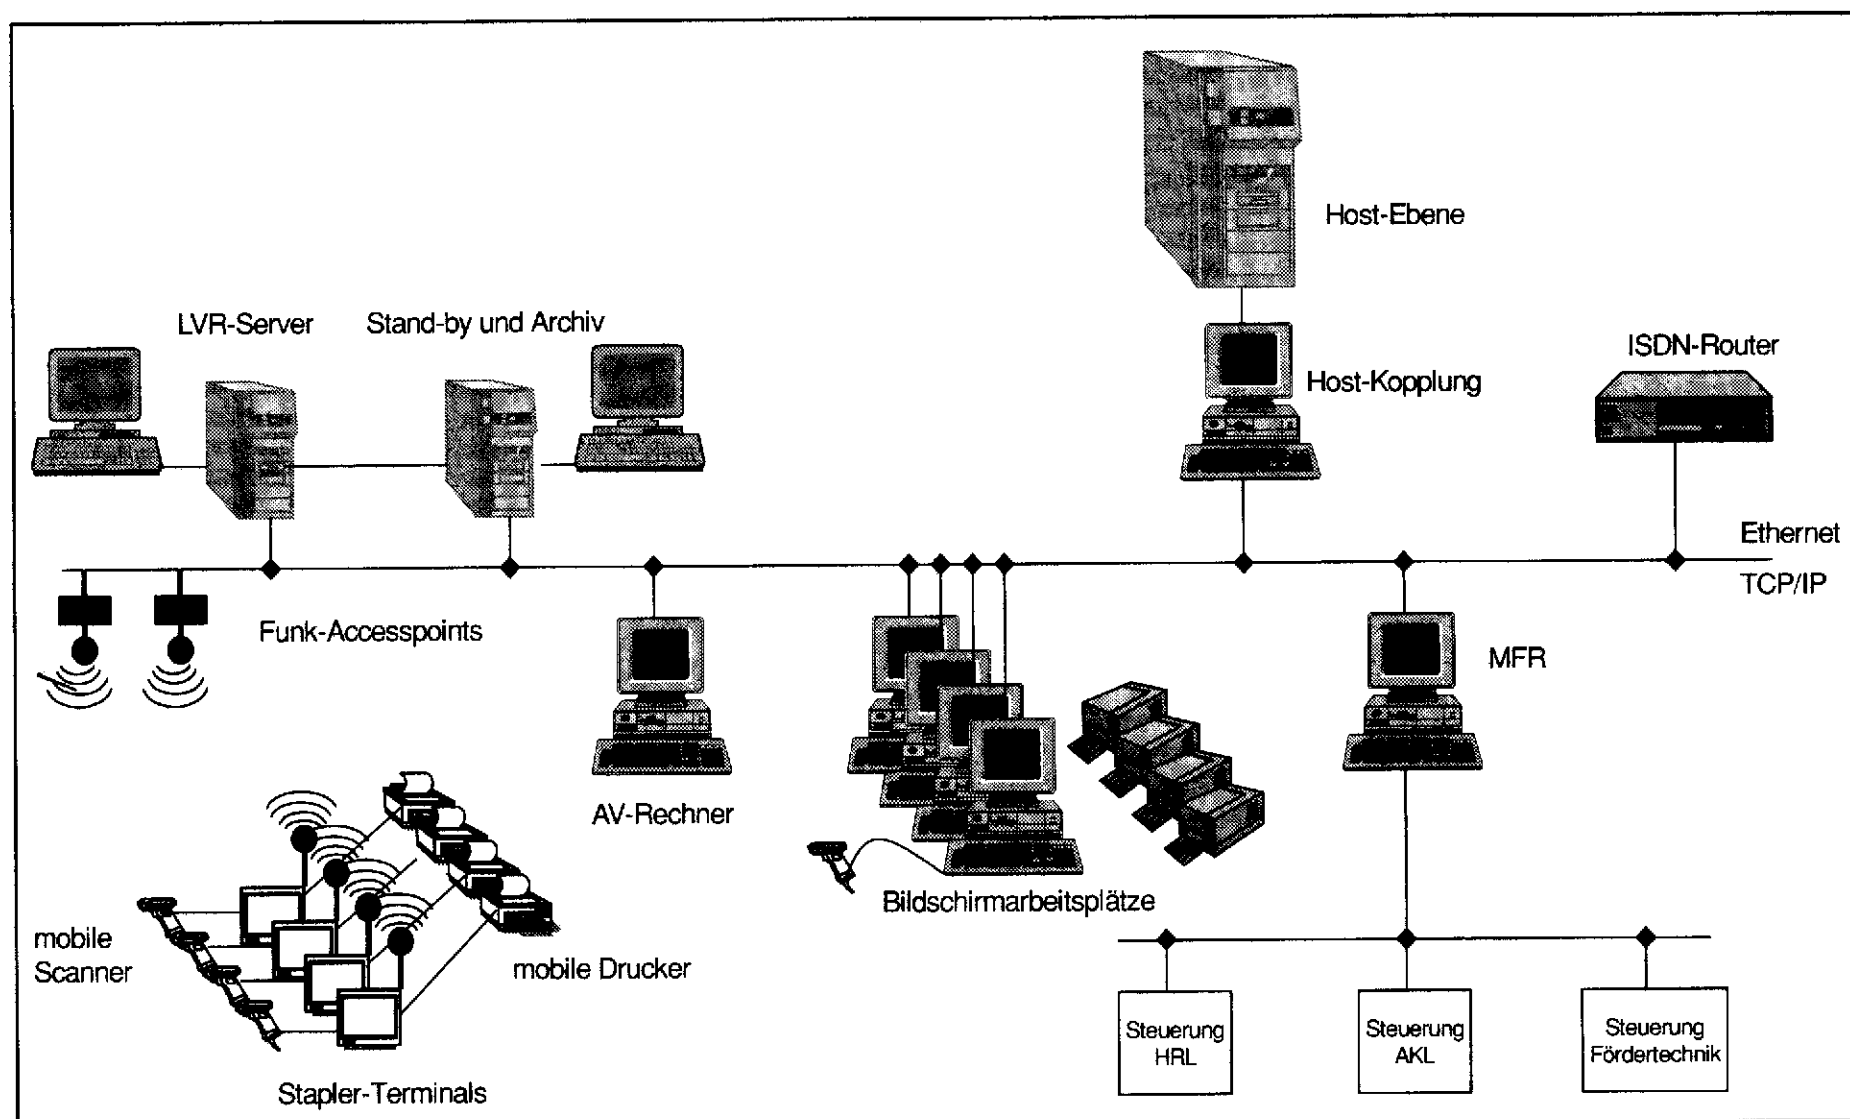 Host-Ebene
LVR-Server
Stand-by und Archiv
ISDN-Router
Host-Kopplung
Ethernet
TCP/IP
Funk-Accesspoints
MFR
AV-Rechner
Bildschirmarbeitsplätze
mobile
Scanner
mobile Drucker
Stapler-Terminals
Steuerung
HRL
Steuerung
AKL
Steuerung
Fördertechnik